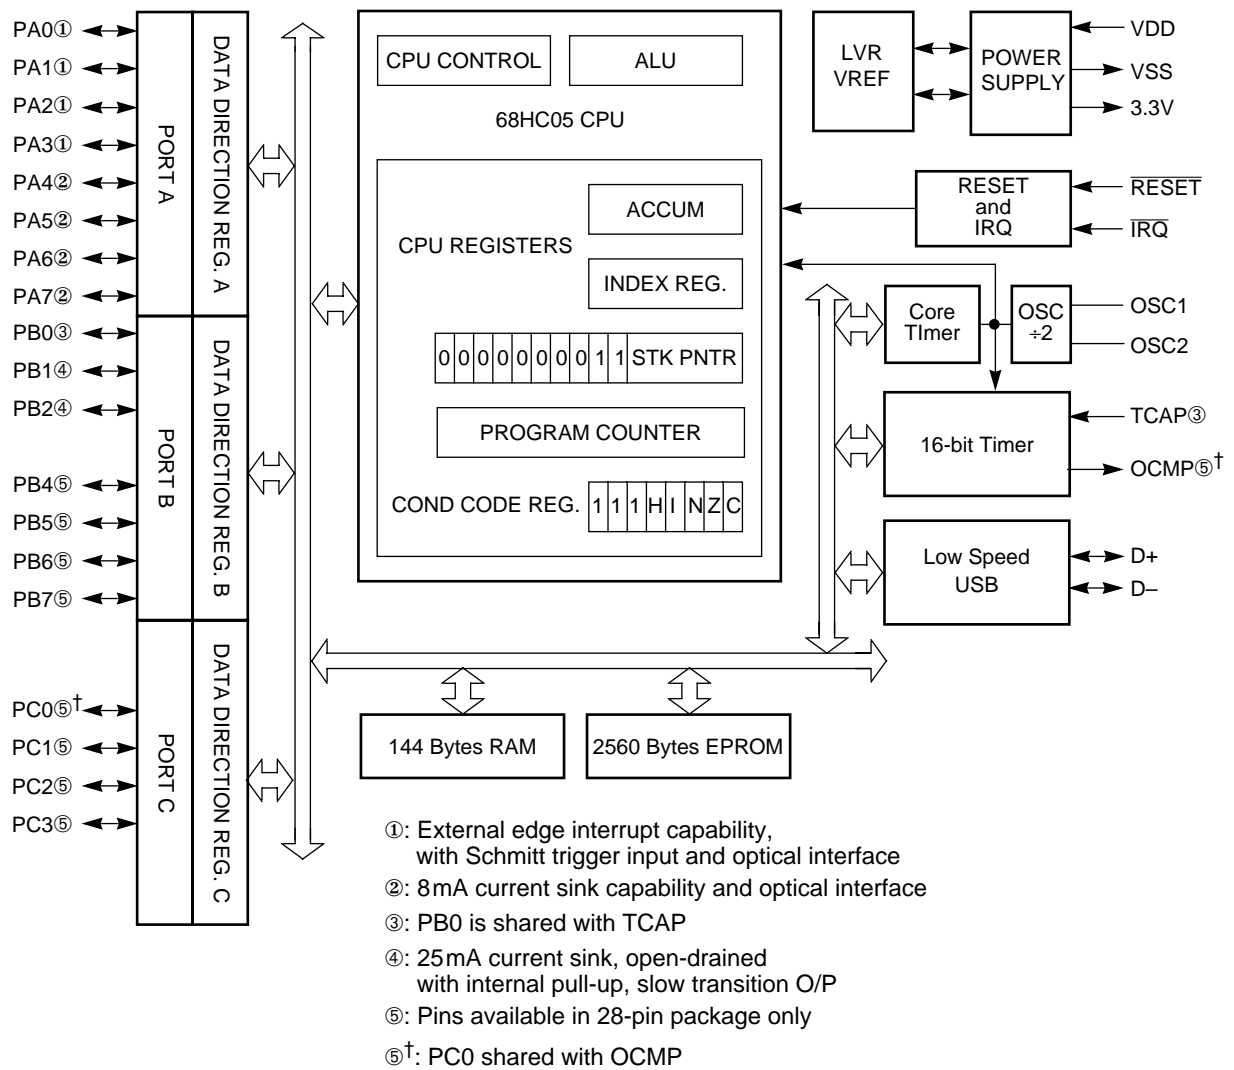 PA0①
PA1①
PA2①
PA3①
PA4②
PA5②
PA6②
PA7②
PB0③
PB1④
PB2④
PB4⑤
PB5⑤
PB6⑤
PB7⑤
PC0⑤†
PC1⑤
PC2⑤
PC3⑤
PORT A
DATA DIRECTION REG. A
PORT B
DATA DIRECTION REG. B
PORT C
DATA DIRECTION REG. C
CPU CONTROL
ALU
68HC05 CPU
ACCUM
CPU REGISTERS
INDEX REG.
0 0 0 0 0 0 0 0 1 1 STK PNTR
PROGRAM COUNTER
COND CODE REG. 1 1 1 H I N Z C
LVR
VREF
POWER
SUPPLY
VDD
VSS
3.3V
RESET
and
IRQ
RESET
IRQ
Core
TImer
OSC
÷2
OSC1
OSC2
16-bit Timer
TCAP③
OCMP⑤†
Low Speed
USB
D+
D–
144 Bytes RAM
2560 Bytes EPROM
①: External edge interrupt capability,
with Schmitt trigger input and optical interface
②: 8mA current sink capability and optical interface
③: PB0 is shared with TCAP
④: 25mA current sink, open-drained
with internal pull-up, slow transition O/P
⑤: Pins available in 28-pin package only
⑤†: PC0 shared with OCMP